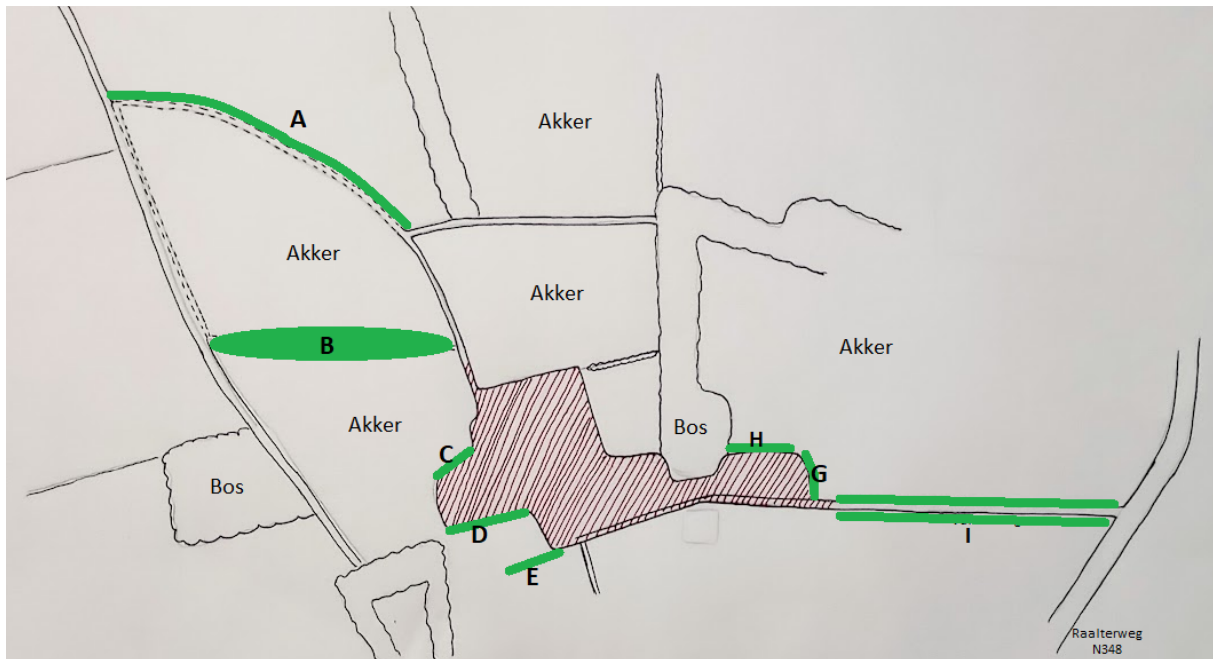 A
Akker
Akker
Akker
B
Akker
Akker
Bos
C
H
G
Bos
D
I
E
Raalterweg
N348